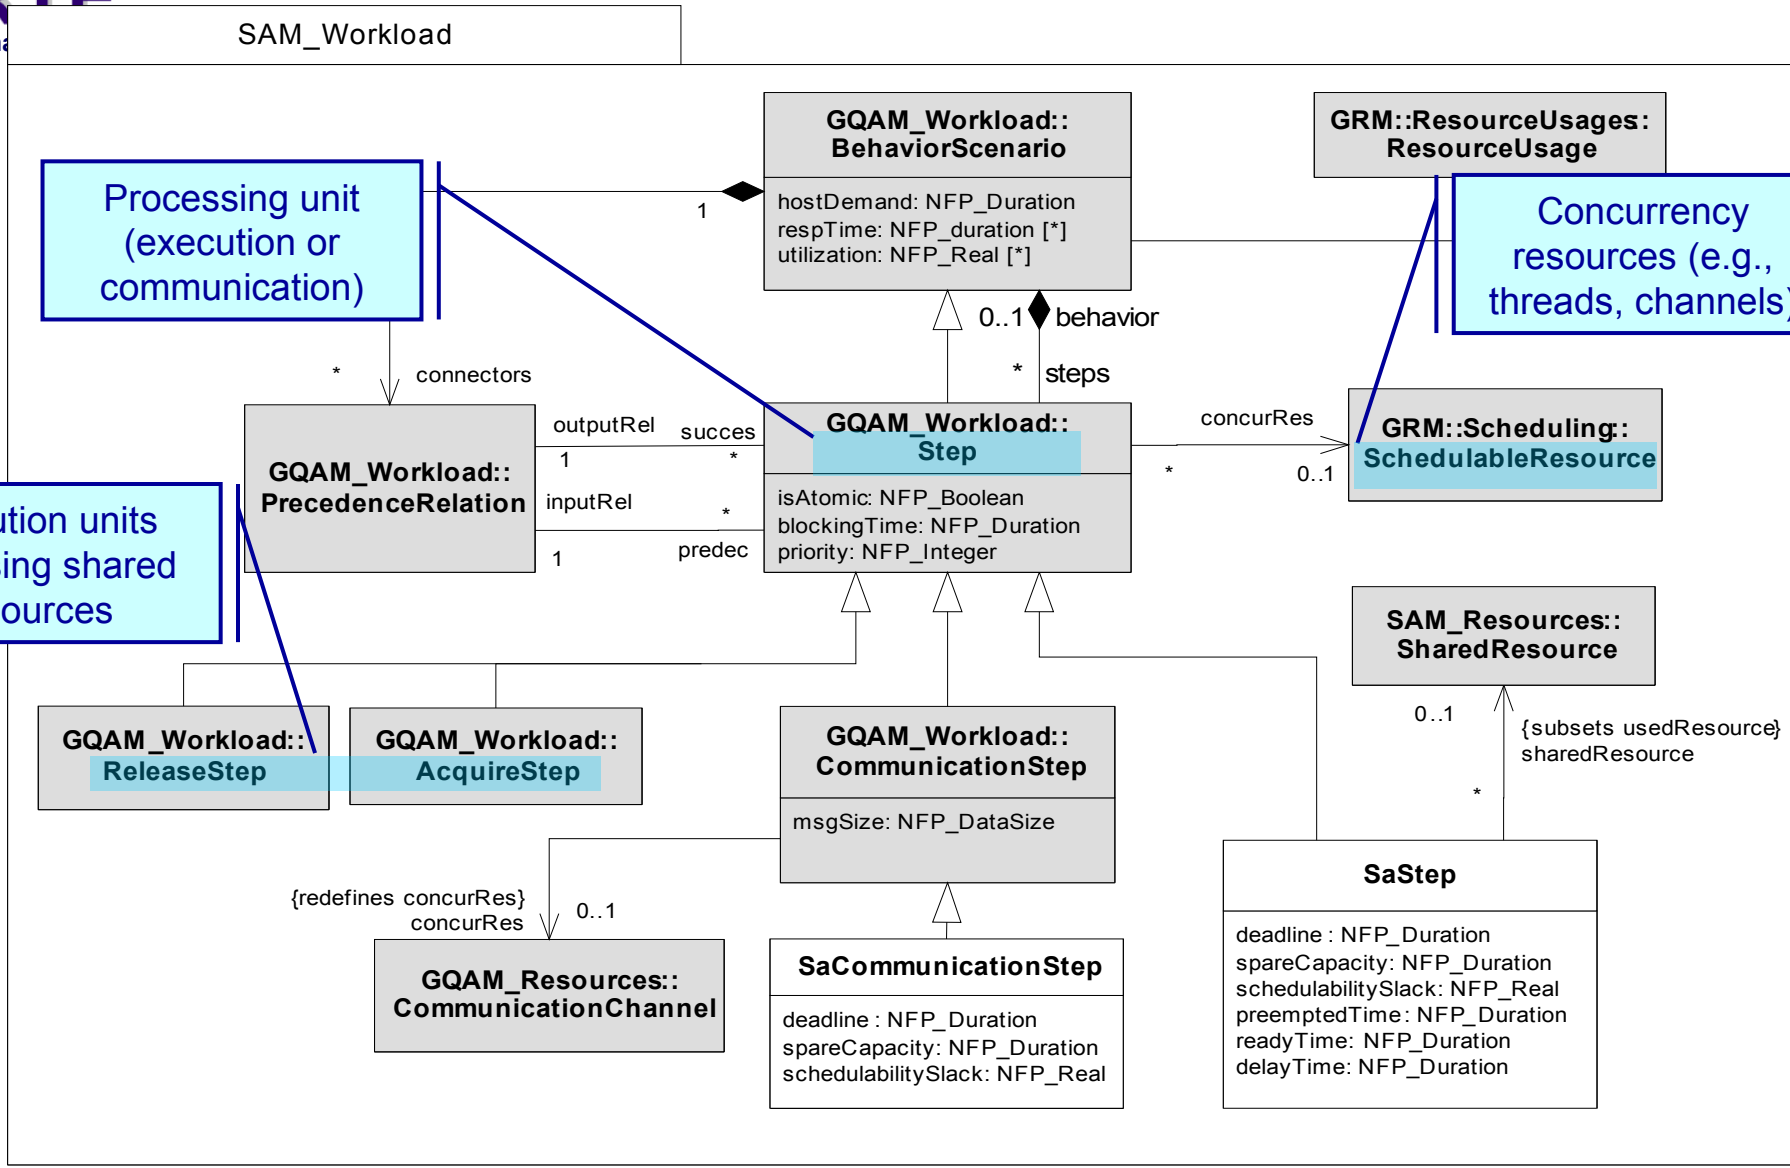 SAM_Workload
GQAM_Workload::
BehaviorScenario
hostDemand: NFP_Duration
respTime: NFP_duration [*]
utilization: NFP_Real [*]
GRM::ResourceUsages::
ResourceUsage
Processing unit
(execution or
communication)
1
Concurrency
resources (e.g.,
threads, channels)
0..1
behavior
*
steps
*
connectors
GQAM_Workload::
PrecedenceRelation
outputRel
succes
1
*
inputRel
*
1
predec
GQAM_Workload::
Step
isAtomic: NFP_Boolean
blockingTime: NFP_Duration
priority: NFP_Integer
concurRes
*
0..1
GRM::Scheduling::
SchedulableResource
units
shared
SAM_Resources::
SharedResource
0..1
{subsets usedResource}
sharedResource
*
GQAM_Workload::
ReleaseStep
GQAM_Workload::
AcquireStep
GQAM_Workload::
CommunicationStep
msgSize: NFP_DataSize
{redefines concurRes}
concurRes
0..1
GQAM_Resources::
CommunicationChannel
SaCommunicationStep
deadline : NFP_Duration
spareCapacity: NFP_Duration
schedulabilitySlack: NFP_Real
SaStep
deadline : NFP_Duration
spareCapacity: NFP_Duration
schedulabilitySlack: NFP_Real
preemptedTime: NFP_Duration
readyTime: NFP_Duration
delayTime: NFP_Duration